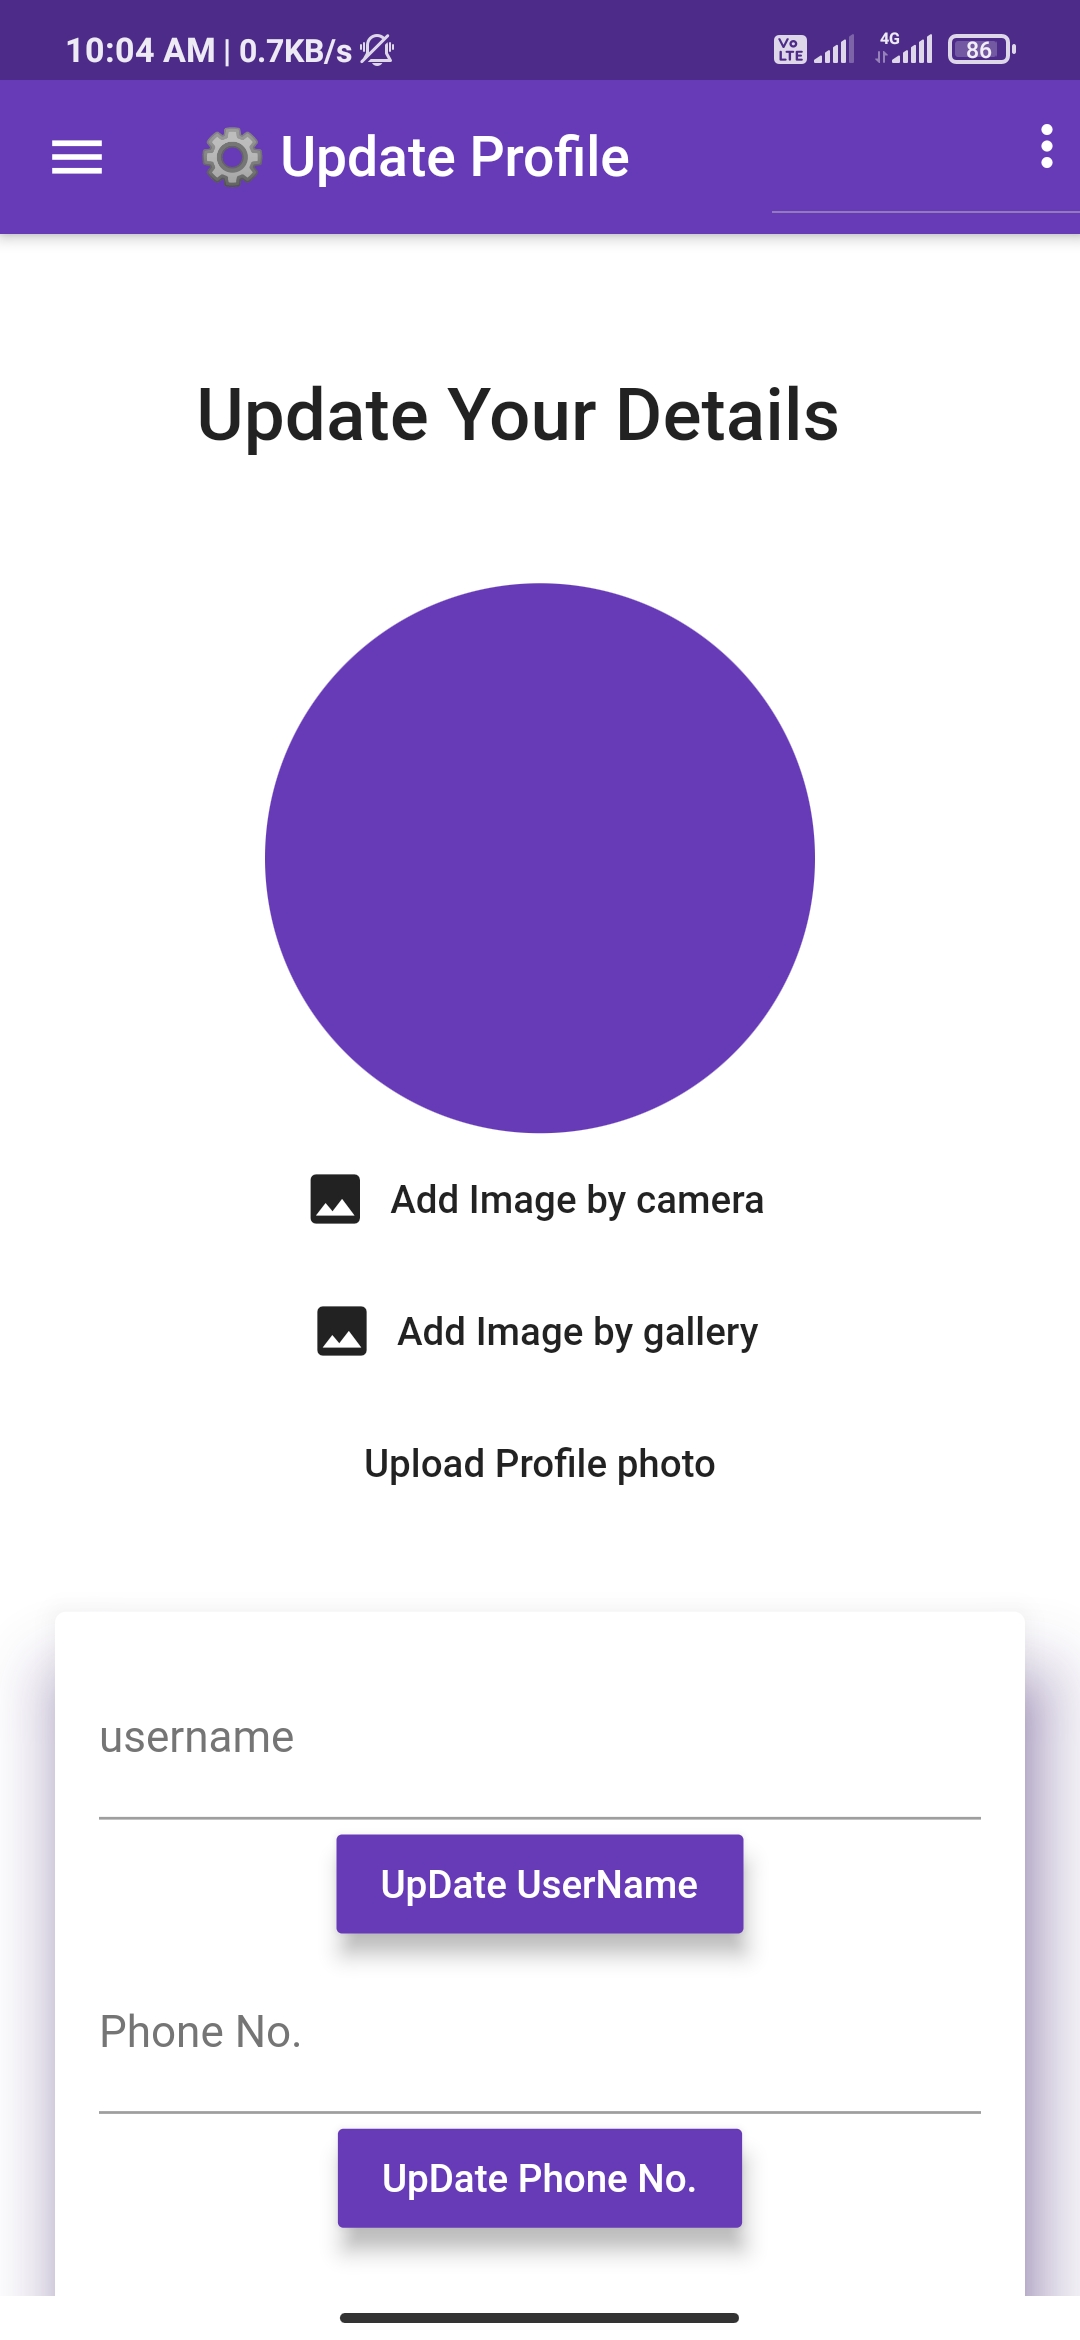 10:04 AM | 0.7KB/s Vo LTE 4G 86
Update Profile
Update Your Details
Add Image by camera
Add Image by gallery
Upload Profile photo
username
UpDate UserName
Phone No.
UpDate Phone No.